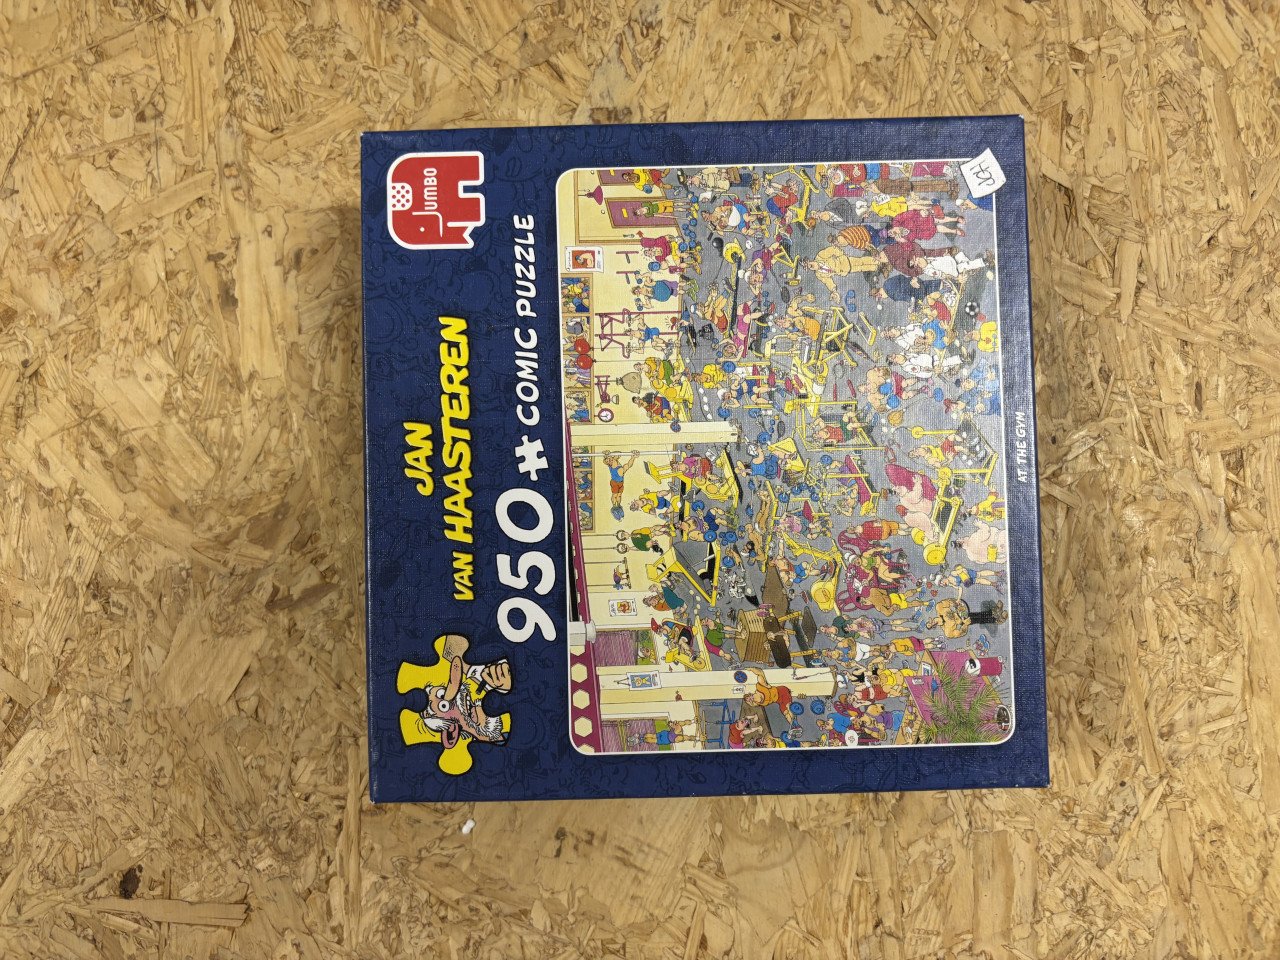 JUMBO
JAN
VAN HAASTEREN
950 COMIC PUZZLE
AT THE GYM